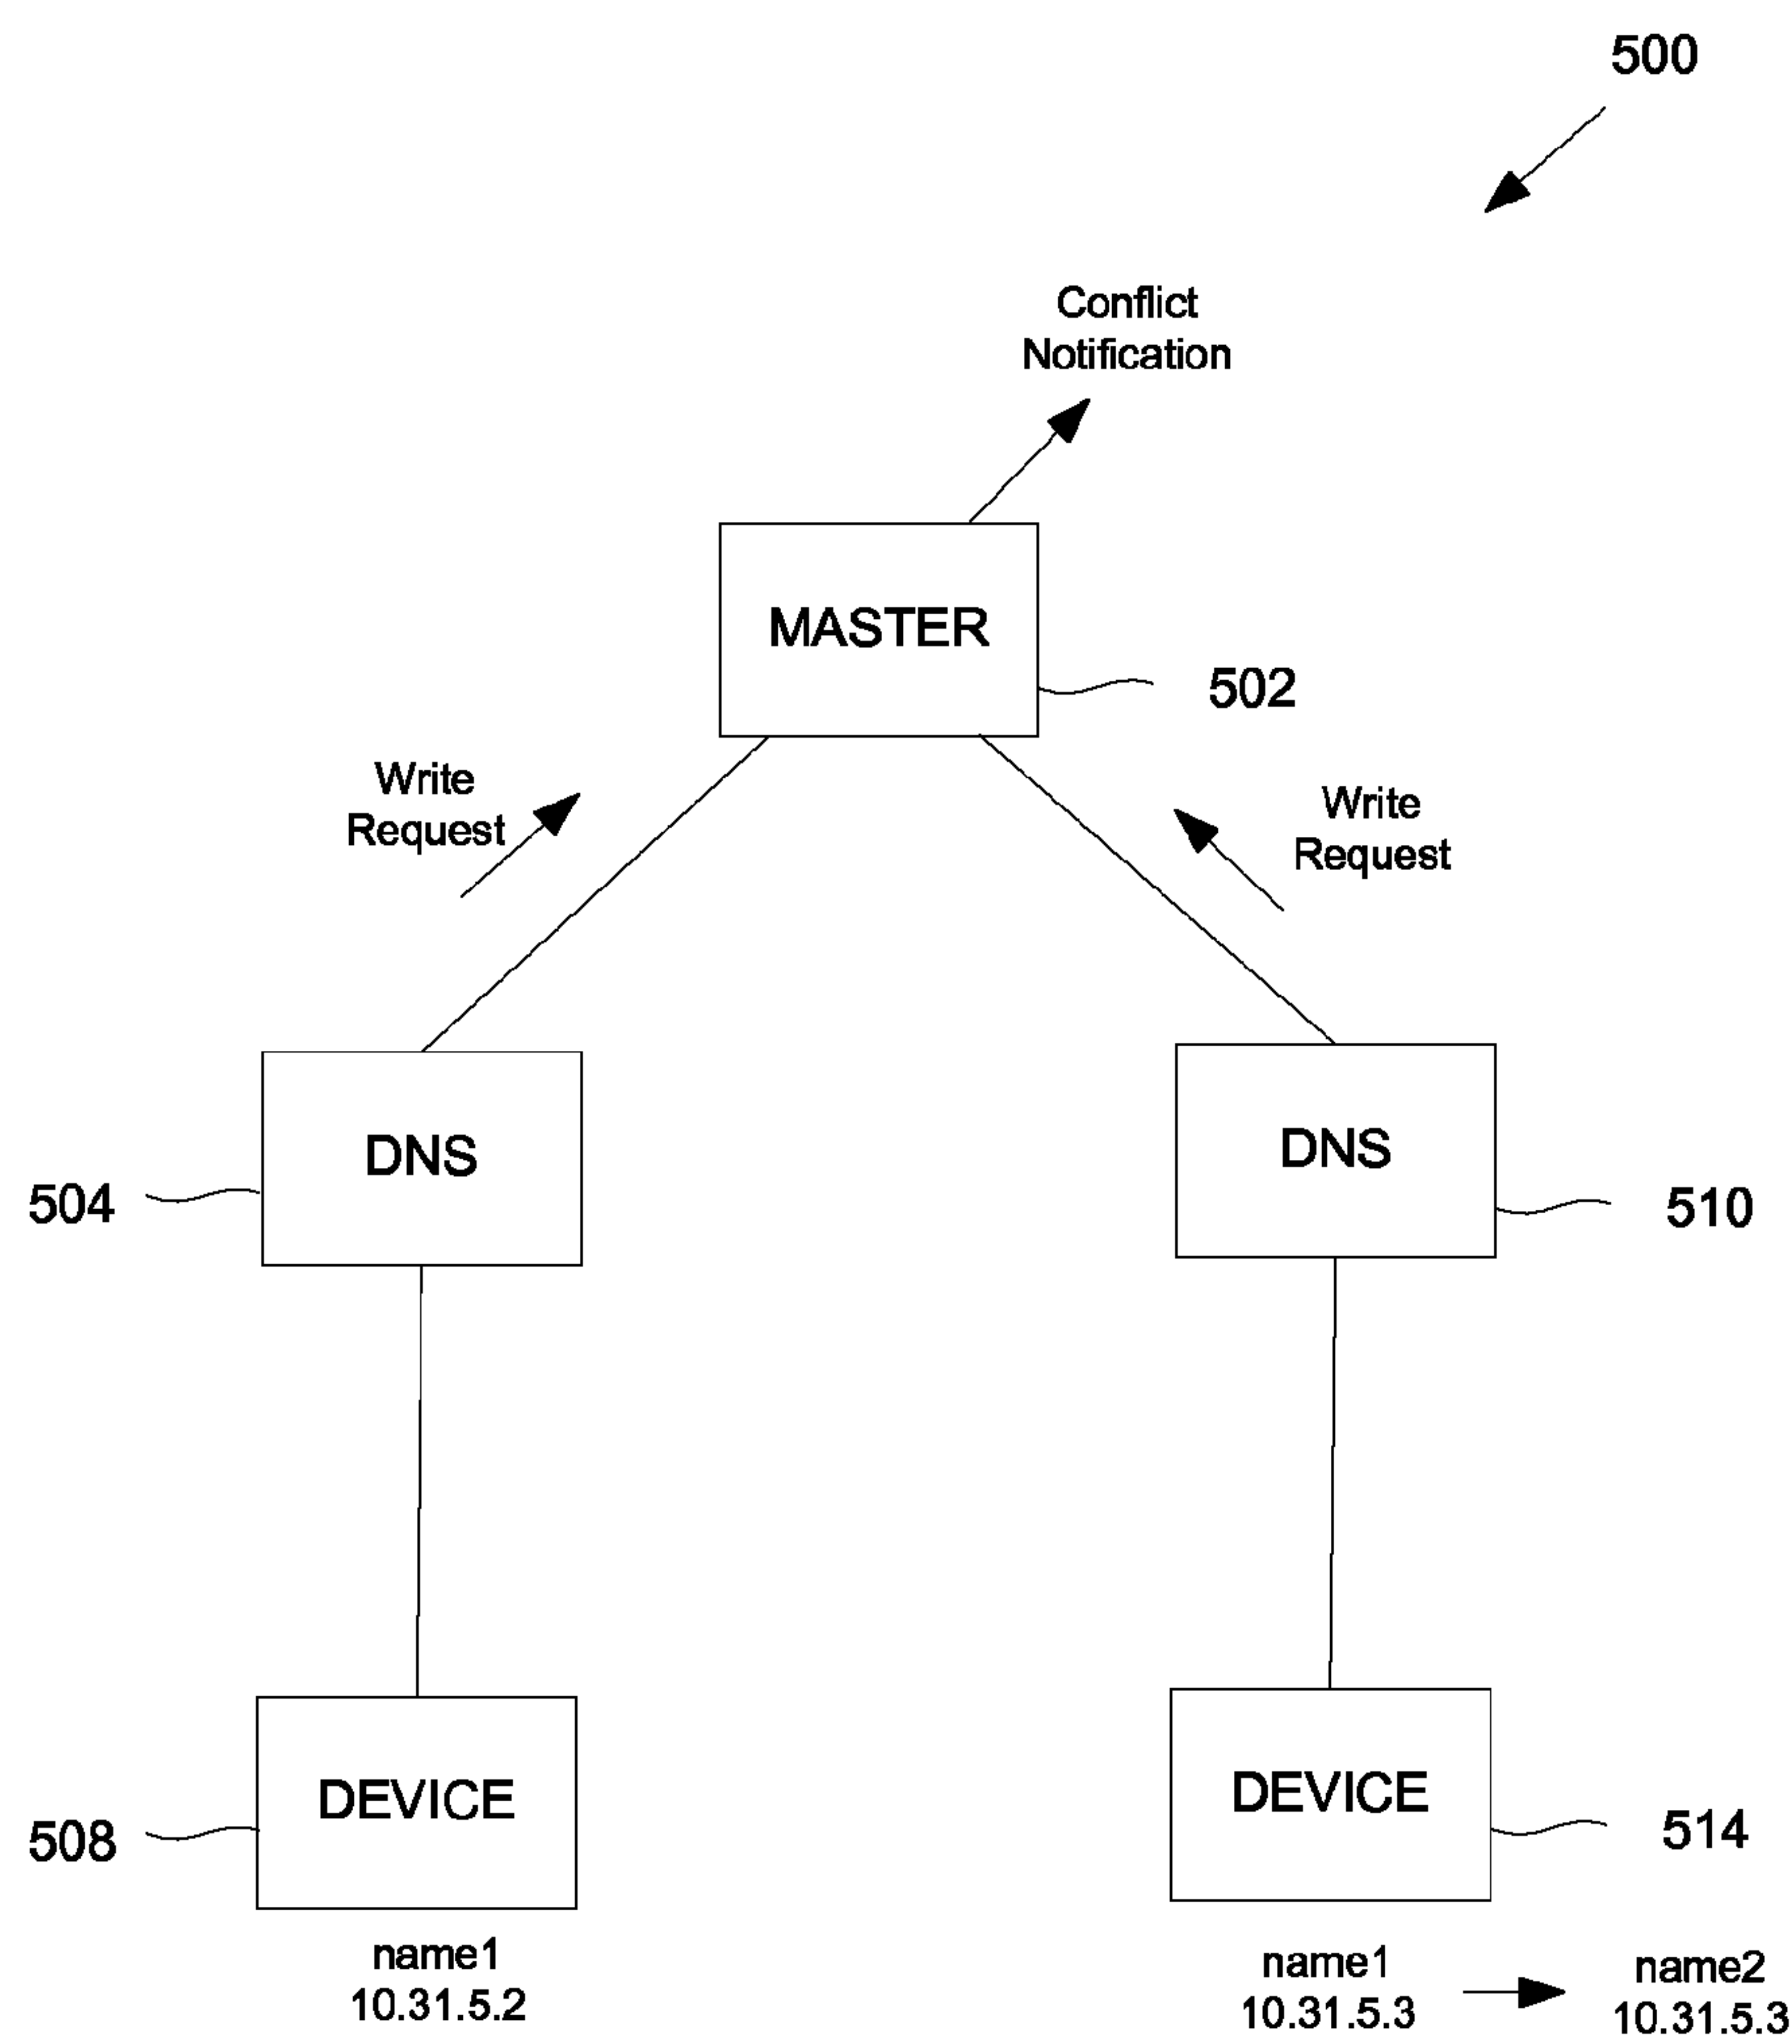 500
Conflict
Notification
MASTER
502
Write
Request
Write
Request
DNS
504
DNS
510
DEVICE
508
DEVICE
514
name1
10.31.5.2
name1
10.31.5.3
name2
10.31.5.3